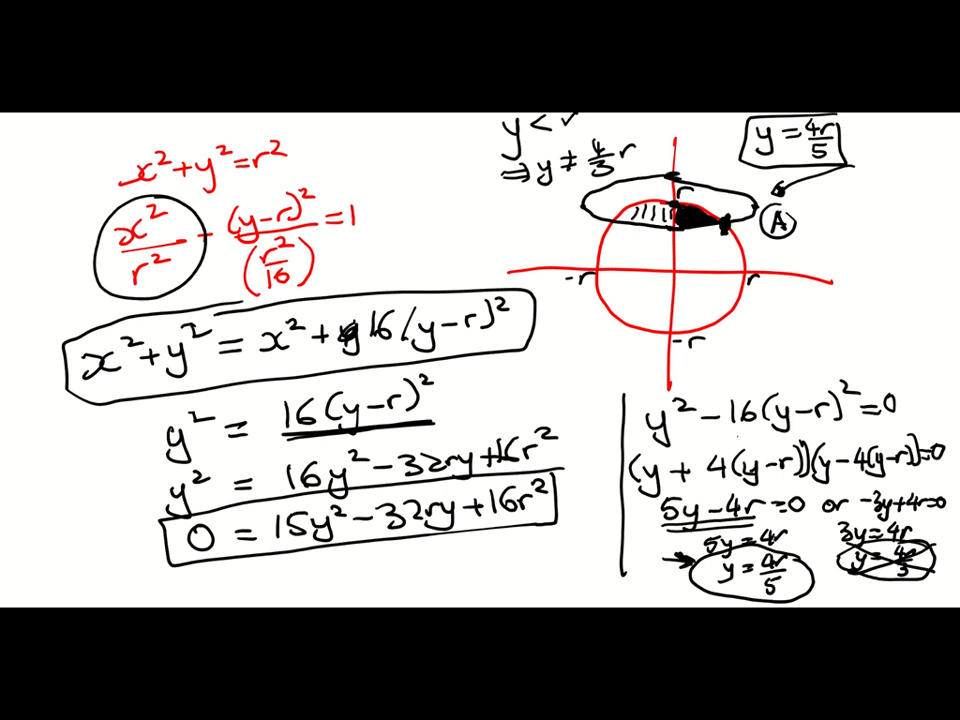 x² + y² = r²
x²/r² - (y-r)²/(r²/16) = 1
x² + y² = x² + 16(y-r)²
y² = 16(y-r)²
y² = 16y² - 32ry + 16r²
0 = 15y² - 32ry + 16r²
y < r
⇒ y ≠ 4/3 r
y = 4r/5
r
A
-r
r
-r
y² - 16(y-r)² = 0
(y + 4(y-r))(y - 4(y-r)) = 0
5y - 4r = 0 or -3y + 4r = 0
5y = 4r
3y = 4r
→ y = 4r/5
y = 4r/3